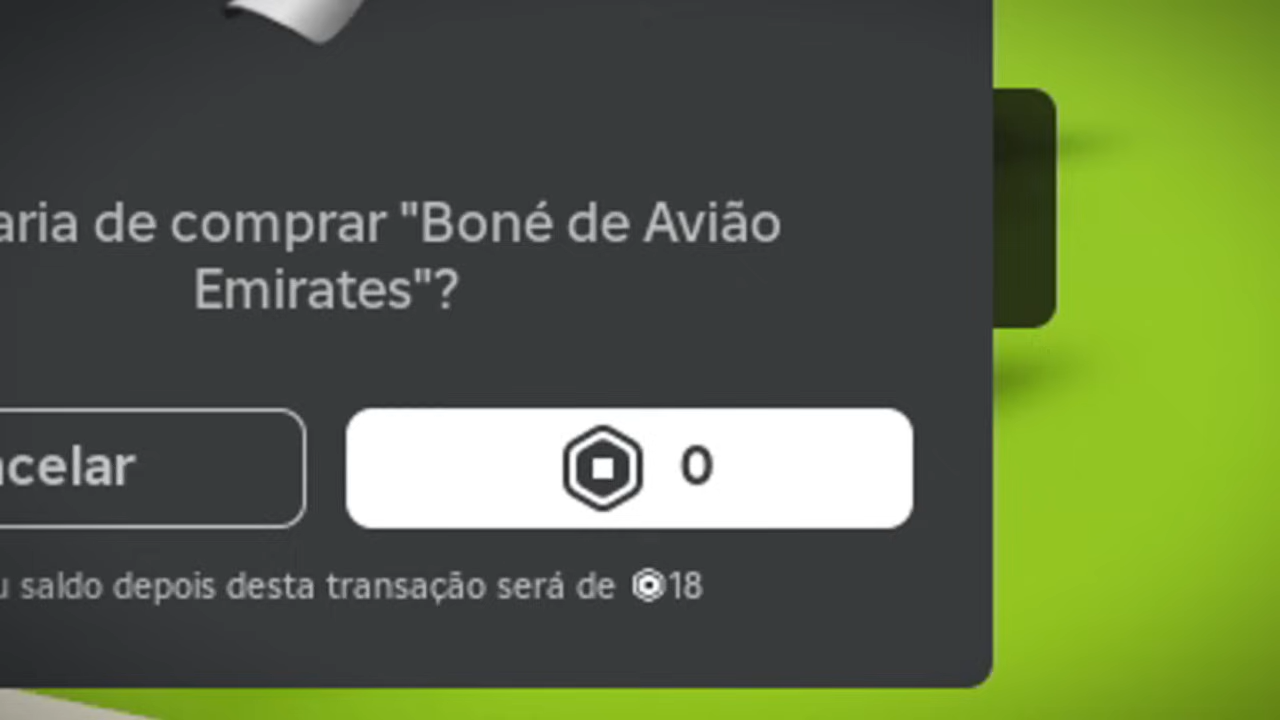 aria de comprar "Boné de Avião
Emirates"?
ncelar
0
u saldo depois desta transação será de 18